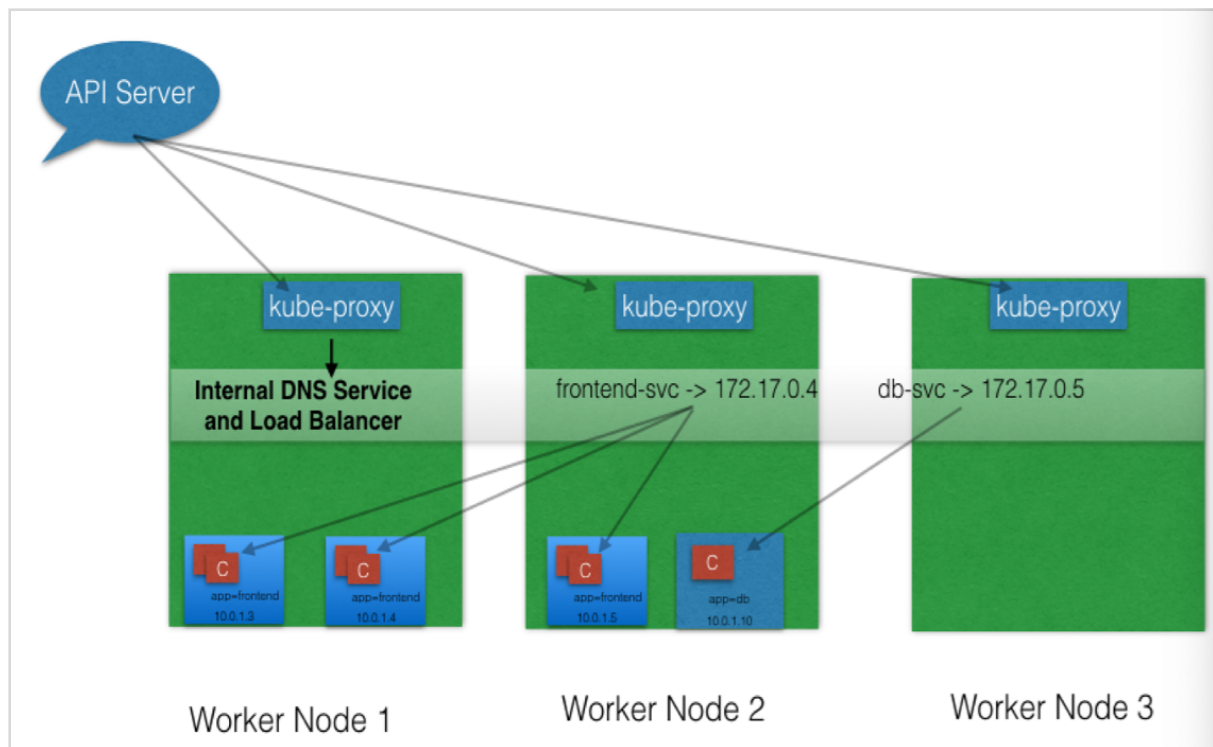 API Server
kube-proxy
kube-proxy
kube-proxy
Internal DNS Service
and Load Balancer
frontend-svc -> 172.17.0.4
db-svc -> 172.17.0.5
C
app=frontend
10.0.1.3
C
app=frontend
10.0.1.4
C
app=frontend
10.0.1.5
C
app=db
10.0.1.10
Worker Node 1
Worker Node 2
Worker Node 3